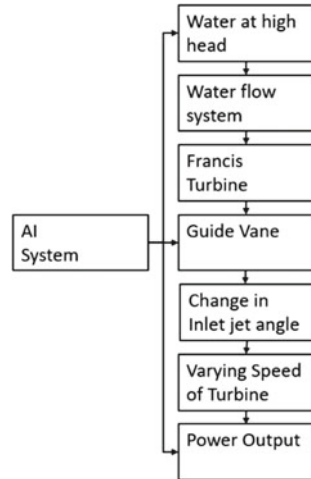 Water at high
head
Water flow
system
Francis
Turbine
AI
System
Guide Vane
Change in
Inlet jet angle
Varying Speed
of Turbine
Power Output